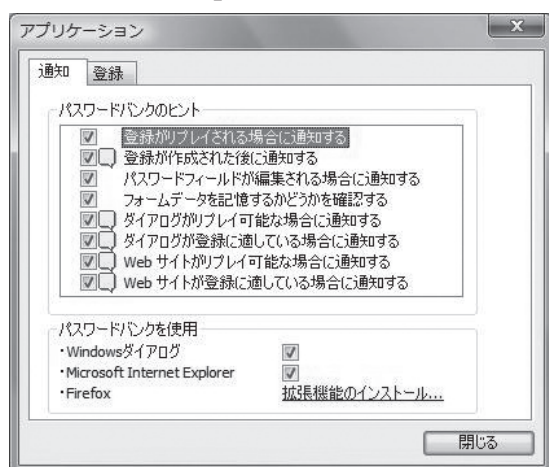 アプリケーション
通知
登録
パスワードバンクのヒント
登録がリプレイされる場合に通知する
登録が作成された後に通知する
パスワードフィールドが編集される場合に通知する
フォームデータを記憶するかどうかを確認する
ダイアログがリプレイ可能な場合に通知する
ダイアログが登録に適している場合に通知する
Web サイトがリプレイ可能な場合に通知する
Web サイトが登録に適している場合に通知する
パスワードバンクを使用
・Windowsダイアログ
・Microsoft Internet Explorer
・Firefox 拡張機能のインストール...
閉じる